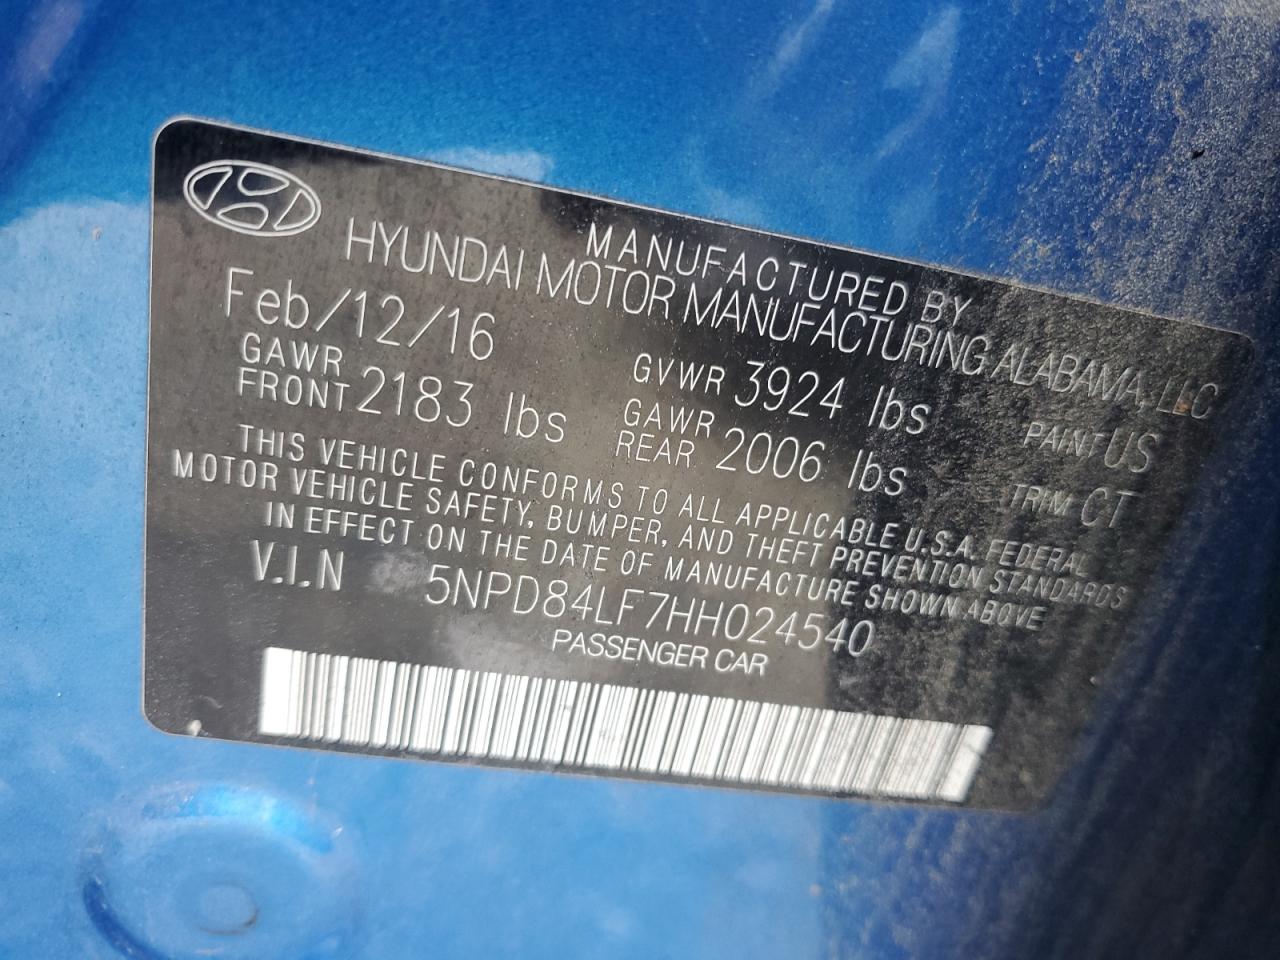 MANUFACTURED BY
HYUNDAI MOTOR MANUFACTURING ALABAMA, LLC
Feb/12/16
GVWR 3924 lbs
PAINT US
GAWR FRONT 2183 lbs
GAWR REAR 2006 lbs
TRIM CT
THIS VEHICLE CONFORMS TO ALL APPLICABLE U.S.A. FEDERAL
MOTOR VEHICLE SAFETY, BUMPER, AND THEFT PREVENTION STANDARDS
IN EFFECT ON THE DATE OF MANUFACTURE SHOWN ABOVE
V.I.N 5NPD84LF7HH024540
PASSENGER CAR